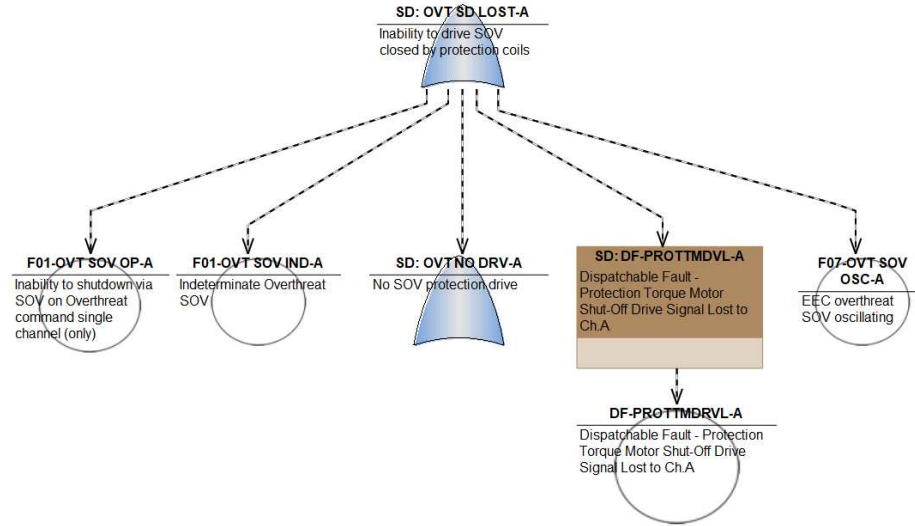 SD: OVT SD LOST-A
Inability to drive SOV
closed by protection coils
F01-OVT SOV OP-A
Inability to shutdown via
SOV on Overthreat
command single
channel (only)
F01-OVT SOV IND-A
Indeterminate Overthreat
SOV
SD: OVT NO DRV-A
No SOV protection drive
SD: DF-PROTTMDVL-A
Dispatchable Fault -
Protection Torque Motor
Shut-Off Drive Signal Lost to
Ch.A
F07-OVT SOV
OSC-A
EEC overthreat
SOV oscillating
DF-PROTTMDRVL-A
Dispatchable Fault - Protection
Torque Motor Shut-Off Drive
Signal Lost to Ch.A